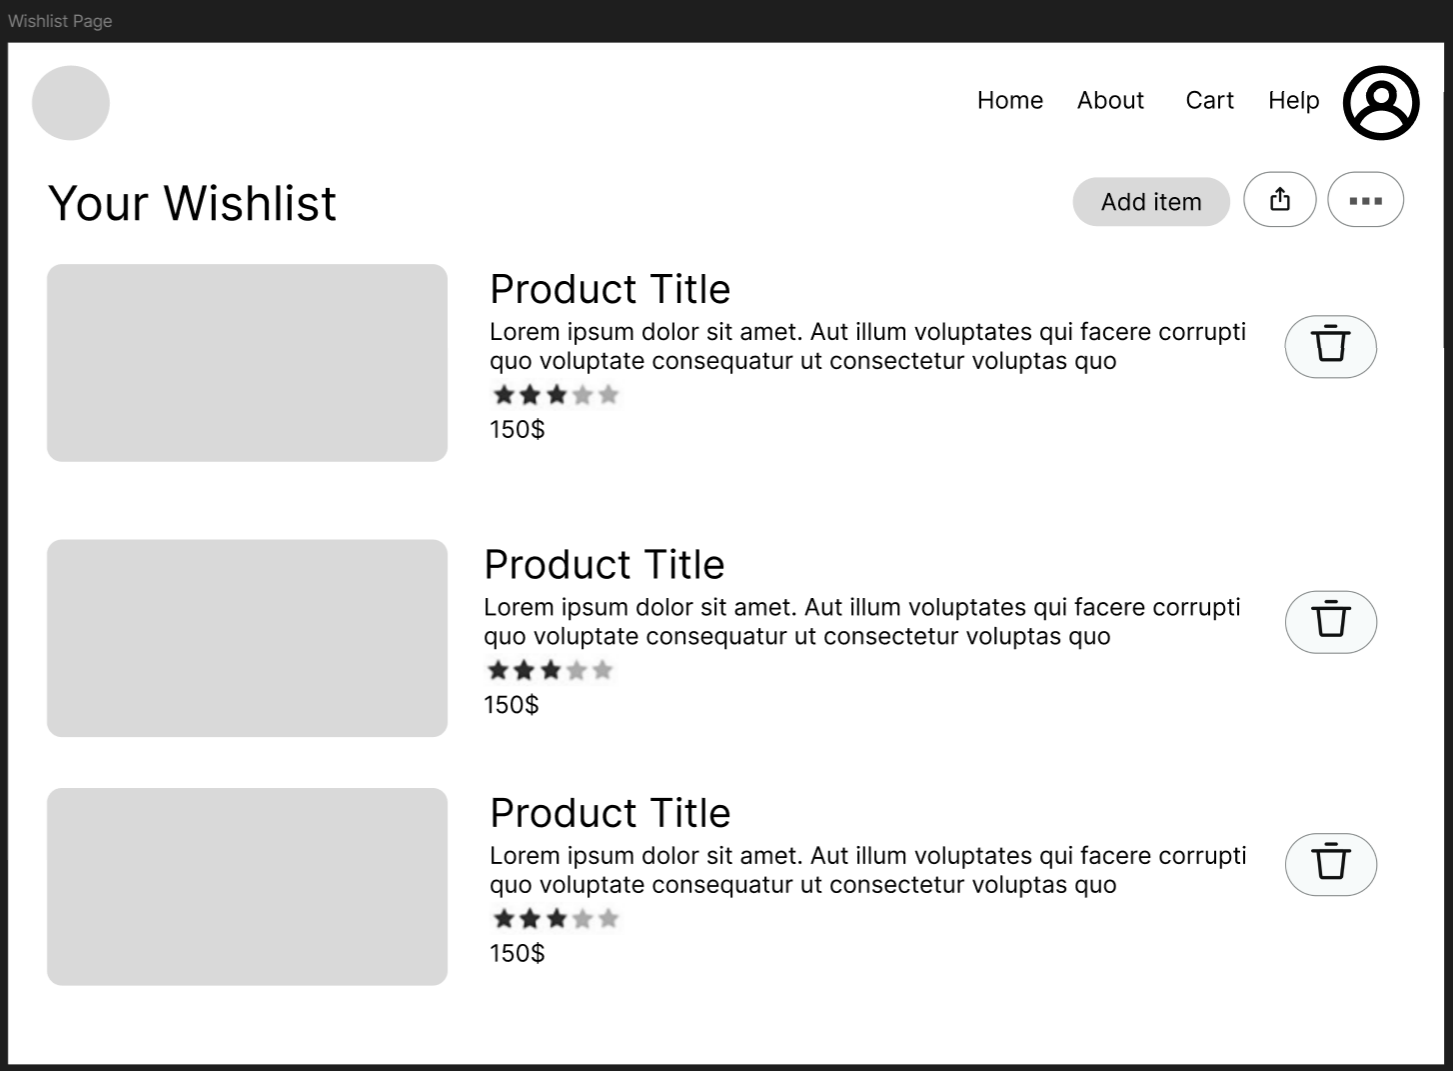 Wishlist Page
Home About Cart Help
Your Wishlist
Add item
Product Title
Lorem ipsum dolor sit amet. Aut illum voluptates qui facere corrupti
quo voluptate consequatur ut consectetur voluptas quo
150$
Product Title
Lorem ipsum dolor sit amet. Aut illum voluptates qui facere corrupti
quo voluptate consequatur ut consectetur voluptas quo
150$
Product Title
Lorem ipsum dolor sit amet. Aut illum voluptates qui facere corrupti
quo voluptate consequatur ut consectetur voluptas quo
150$